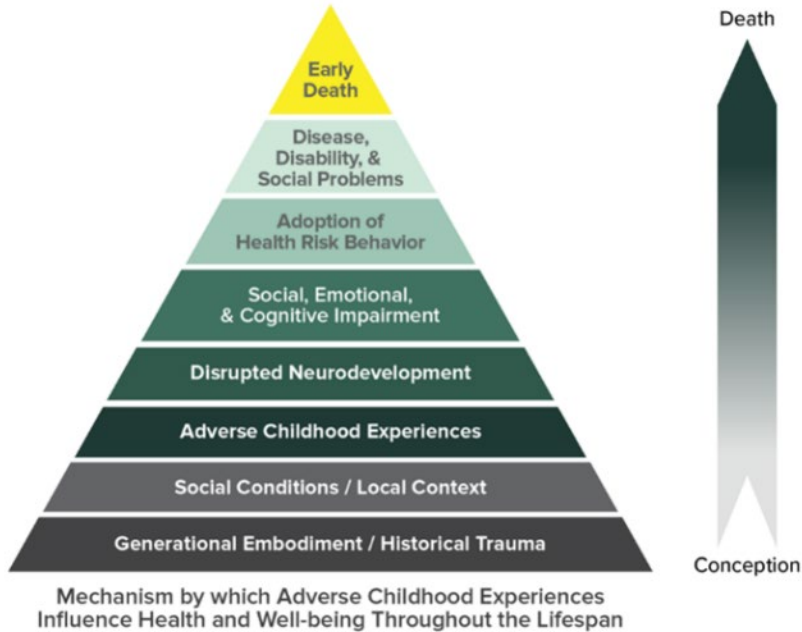 Death
Early
Death
Disease,
Disability, &
Social Problems
Adoption of
Health Risk Behavior
Social, Emotional,
& Cognitive Impairment
Disrupted Neurodevelopment
Adverse Childhood Experiences
Social Conditions / Local Context
Generational Embodiment / Historical Trauma
Conception
Mechanism by which Adverse Childhood Experiences
Influence Health and Well-being Throughout the Lifespan